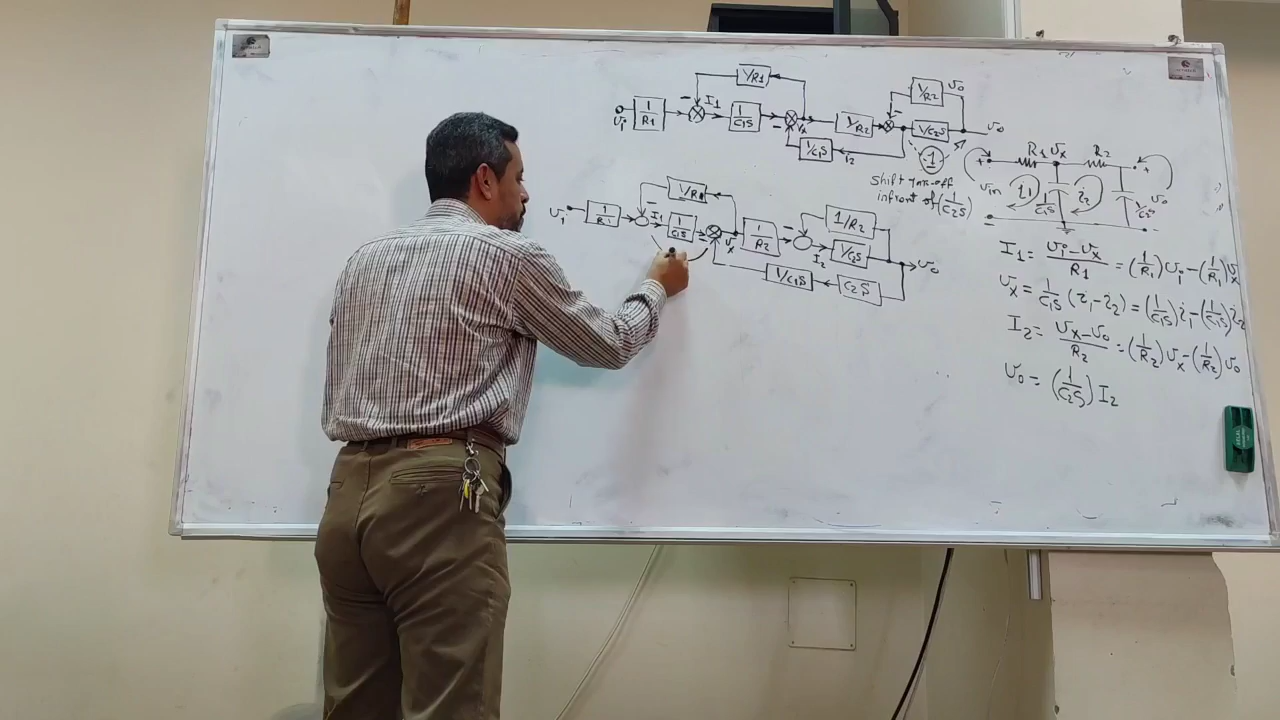 1/R1
Vi 1/R1 - I1 1/C1S - Vx 1/R2 - 1/C2S Vo
1/R2 Vo
1/C1S I2
1
shift take-off
infront of (1/C2S)
R1 Vx R2
+ Vin i1 1/C1S i2 1/C2S Vo + - -
1/R1 1/R2
Vi 1/R1 - I1 1/C1S - Vx 1/R2 - I2 1/C2S Vo
1/C1S C2S
I1 = Vi-Vx/R1 = (1/R1)Vi-(1/R1)Vx
Vx = 1/C1S (i1-i2) = (1/C1S)i1-(1/C1S)i2
I2 = Vx-Vo/R2 = (1/R2)Vx-(1/R2)Vo
Vo = (1/C2S) I2